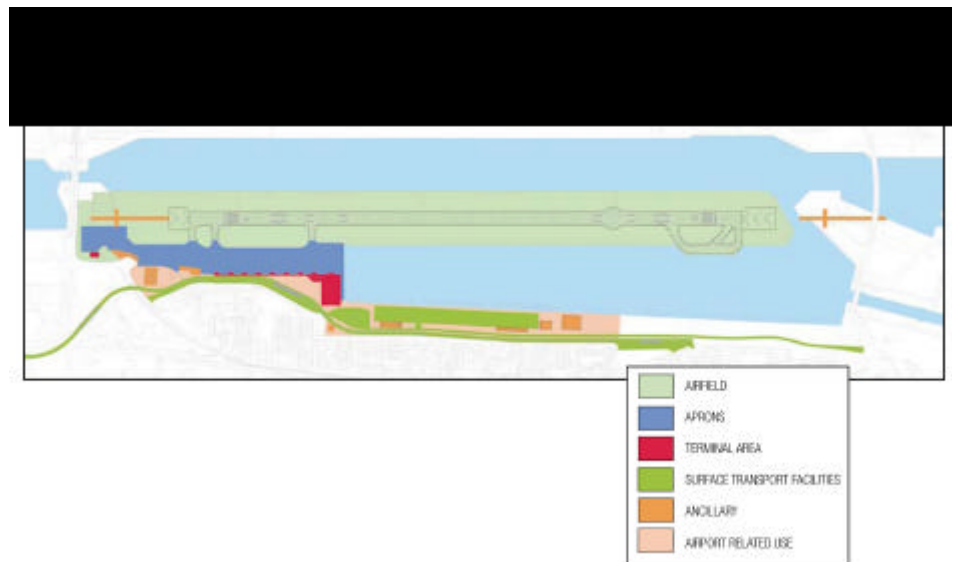 AIRFIELD
APRONS
TERMINAL AREA
SURFACE TRANSPORT FACILITIES
ANCILLARY
AIRPORT RELATED USE